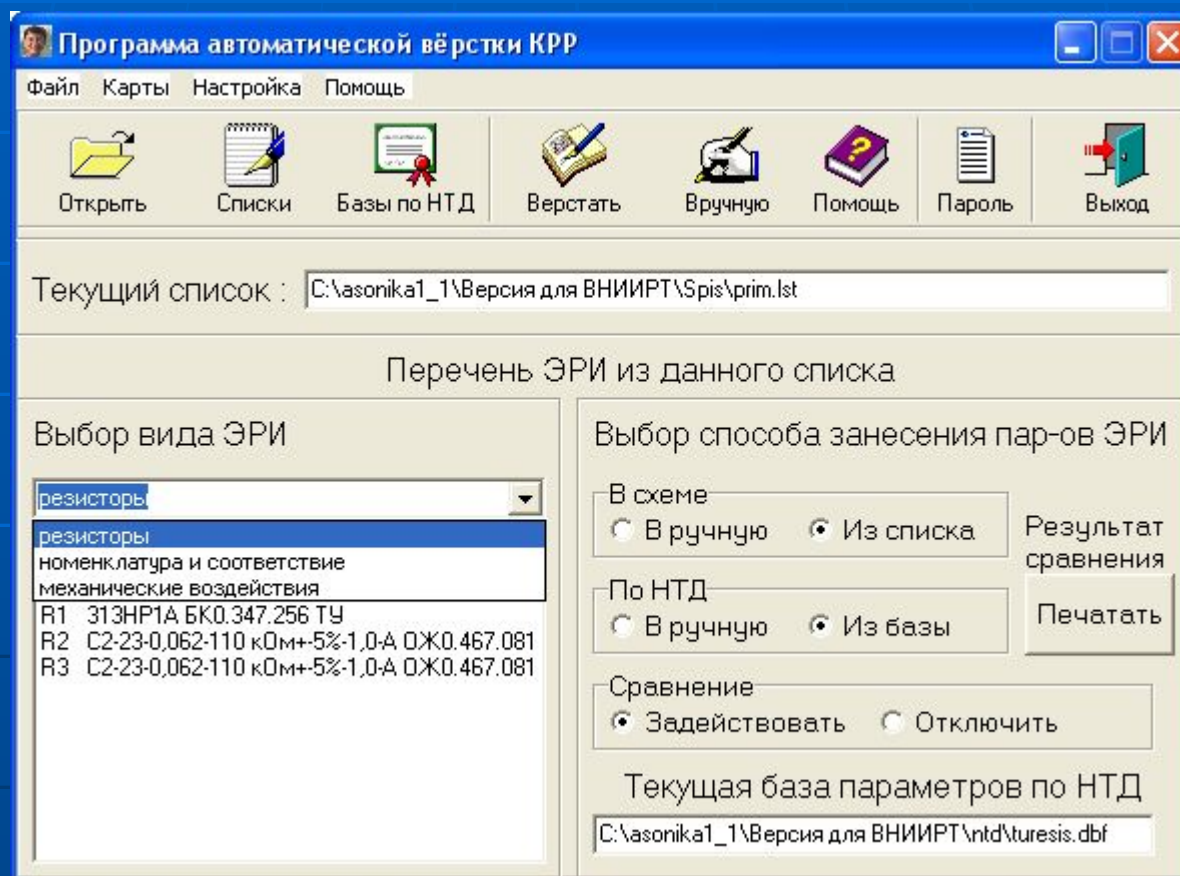 Программа автоматической вёрстки КРР
Файл Карты Настройка Помощь
Открыть Списки Базы по НТД Верстать Вручную Помощь Пароль Выход
Текущий список : C:\asonika1_1\Версия для ВНИИРТ\Spis\prim.lst
Перечень ЭРИ из данного списка
Выбор вида ЭРИ
резисторы
резисторы
номенклатура и соответствие
механические воздействия
R1 313НР1А БК0.347.256 ТУ
R2 С2-23-0,062-110 кОм+-5%-1,0-А ОЖ0.467.081
R3 С2-23-0,062-110 кОм+-5%-1,0-А ОЖ0.467.081
Выбор способа занесения пар-ов ЭРИ
В схеме
В ручную Из списка
По НТД
В ручную Из базы
Результат
сравнения
Печатать
Сравнение
Задействовать Отключить
Текущая база параметров по НТД
C:\asonika1_1\Версия для ВНИИРТ\ntd\turesis.dbf